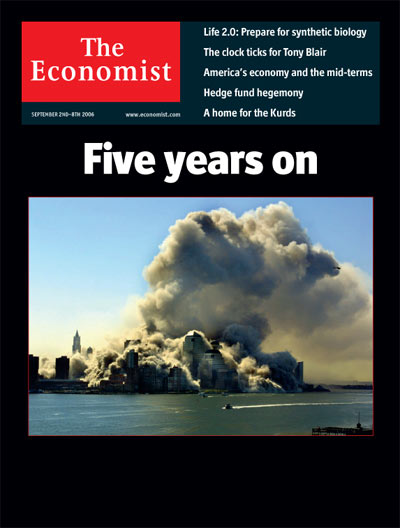 The
Economist
SEPTEMBER 2ND–8TH 2006
www.economist.com
Life 2.0: Prepare for synthetic biology
The clock ticks for Tony Blair
America's economy and the mid-terms
Hedge fund hegemony
A home for the Kurds
Five years on